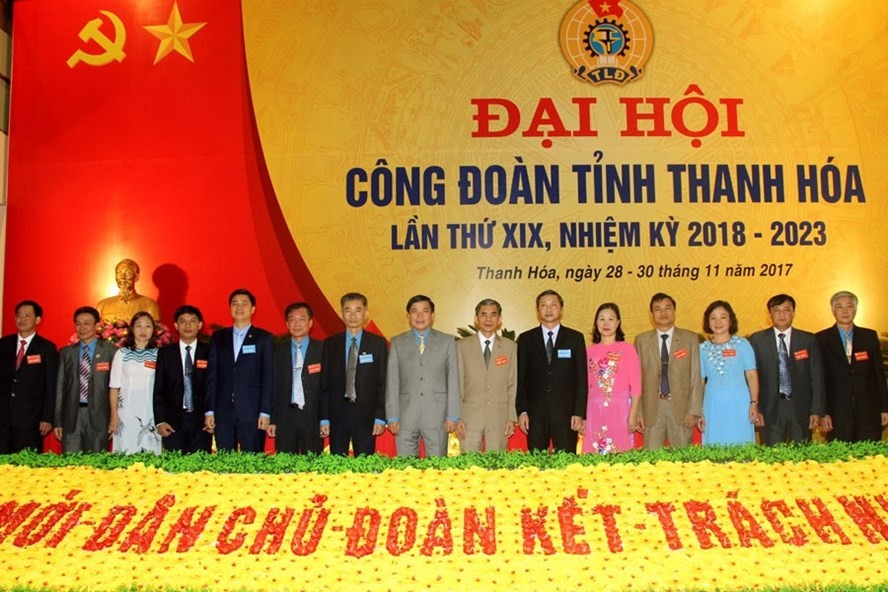 TLĐ
ĐẠI HỘI
CÔNG ĐOÀN TỈNH THANH HÓA
LẦN THỨ XIX, NHIỆM KỲ 2018 - 2023
Thanh Hóa, ngày 28 - 30 tháng 11 năm 2017
MỚI-DÂN CHỦ-ĐOÀN KẾT-TRÁCH